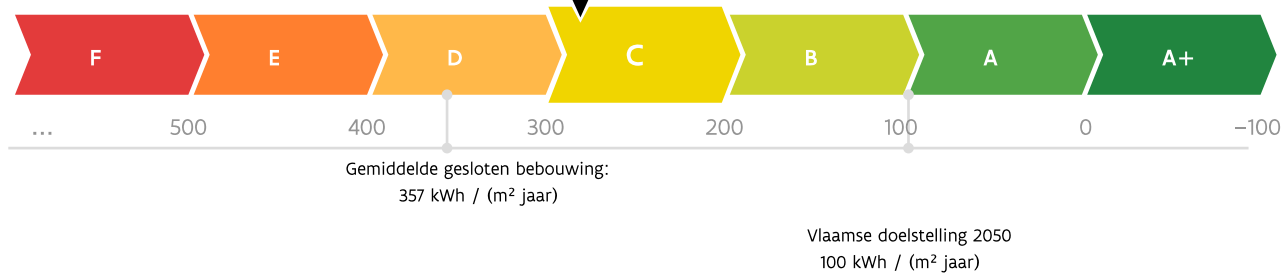 F E D C B A A+
... 500 400 300 200 100 0 −100
Gemiddelde gesloten bebouwing:
357 kWh / (m² jaar)
Vlaamse doelstelling 2050
100 kWh / (m² jaar)